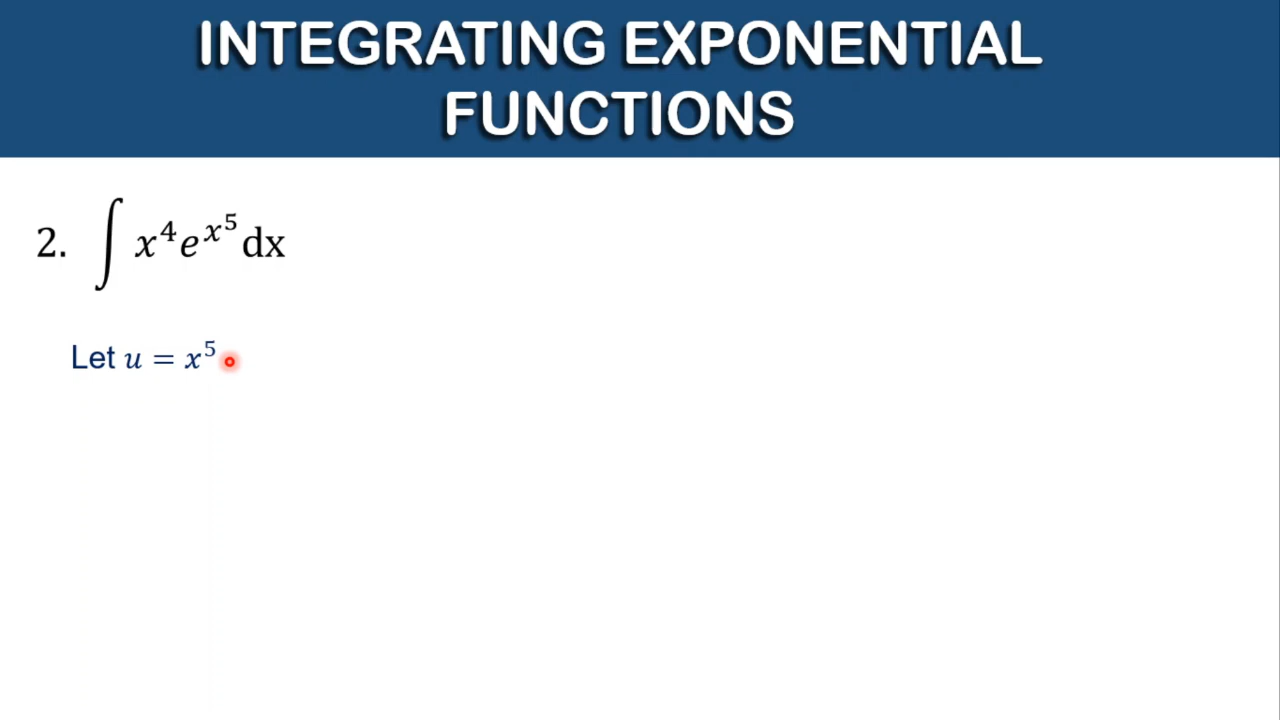 INTEGRATING EXPONENTIAL
FUNCTIONS
2. ∫ x⁴e^{x⁵}dx
Let u = x⁵